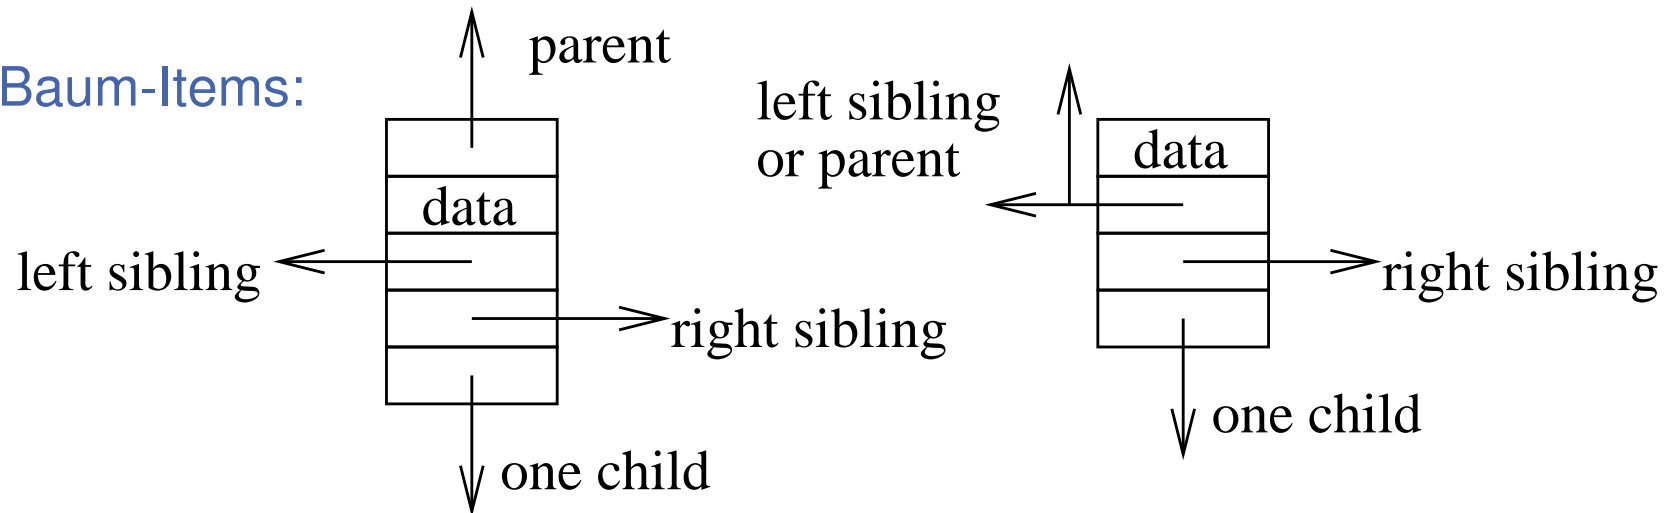 Baum-Items:
parent
data
left sibling
right sibling
one child
left sibling
or parent
data
right sibling
one child